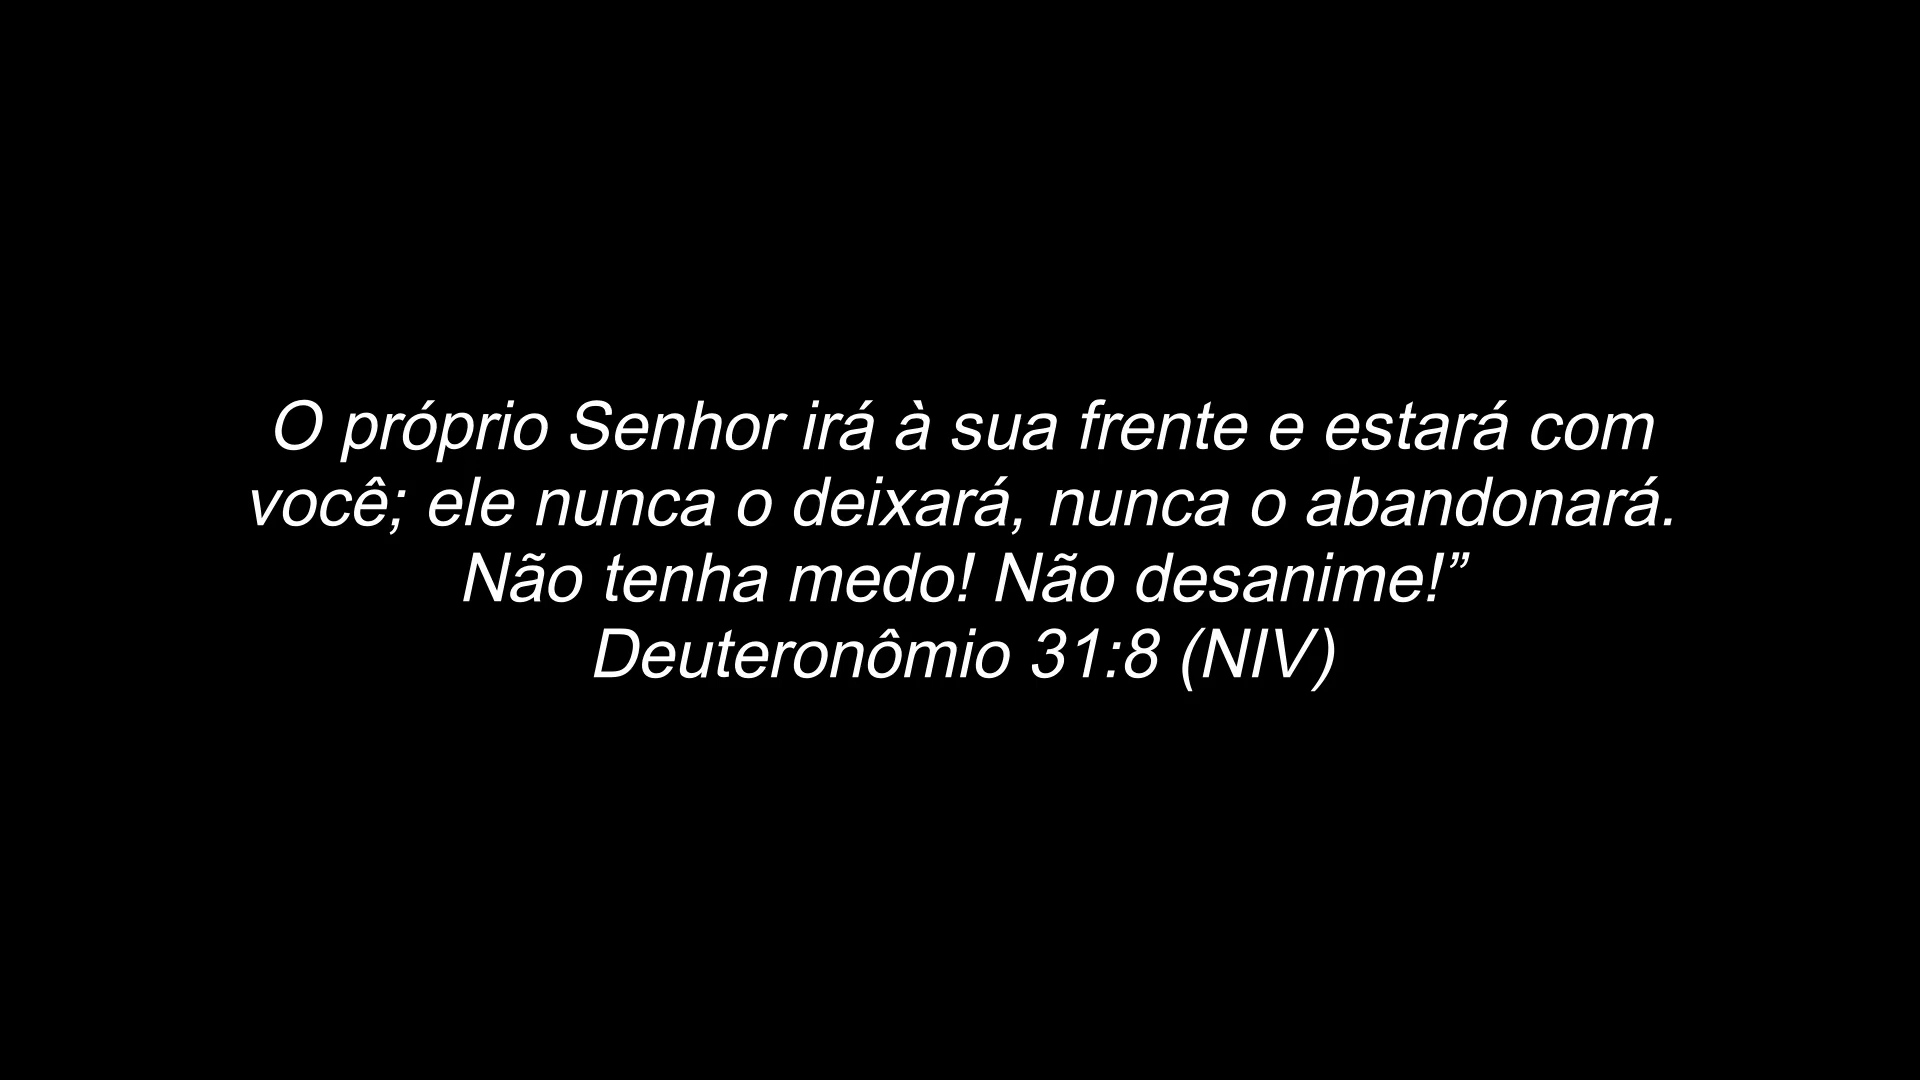 O próprio Senhor irá à sua frente e estará com
você; ele nunca o deixará, nunca o abandonará.
Não tenha medo! Não desanime!”
Deuteronômio 31:8 (NIV)